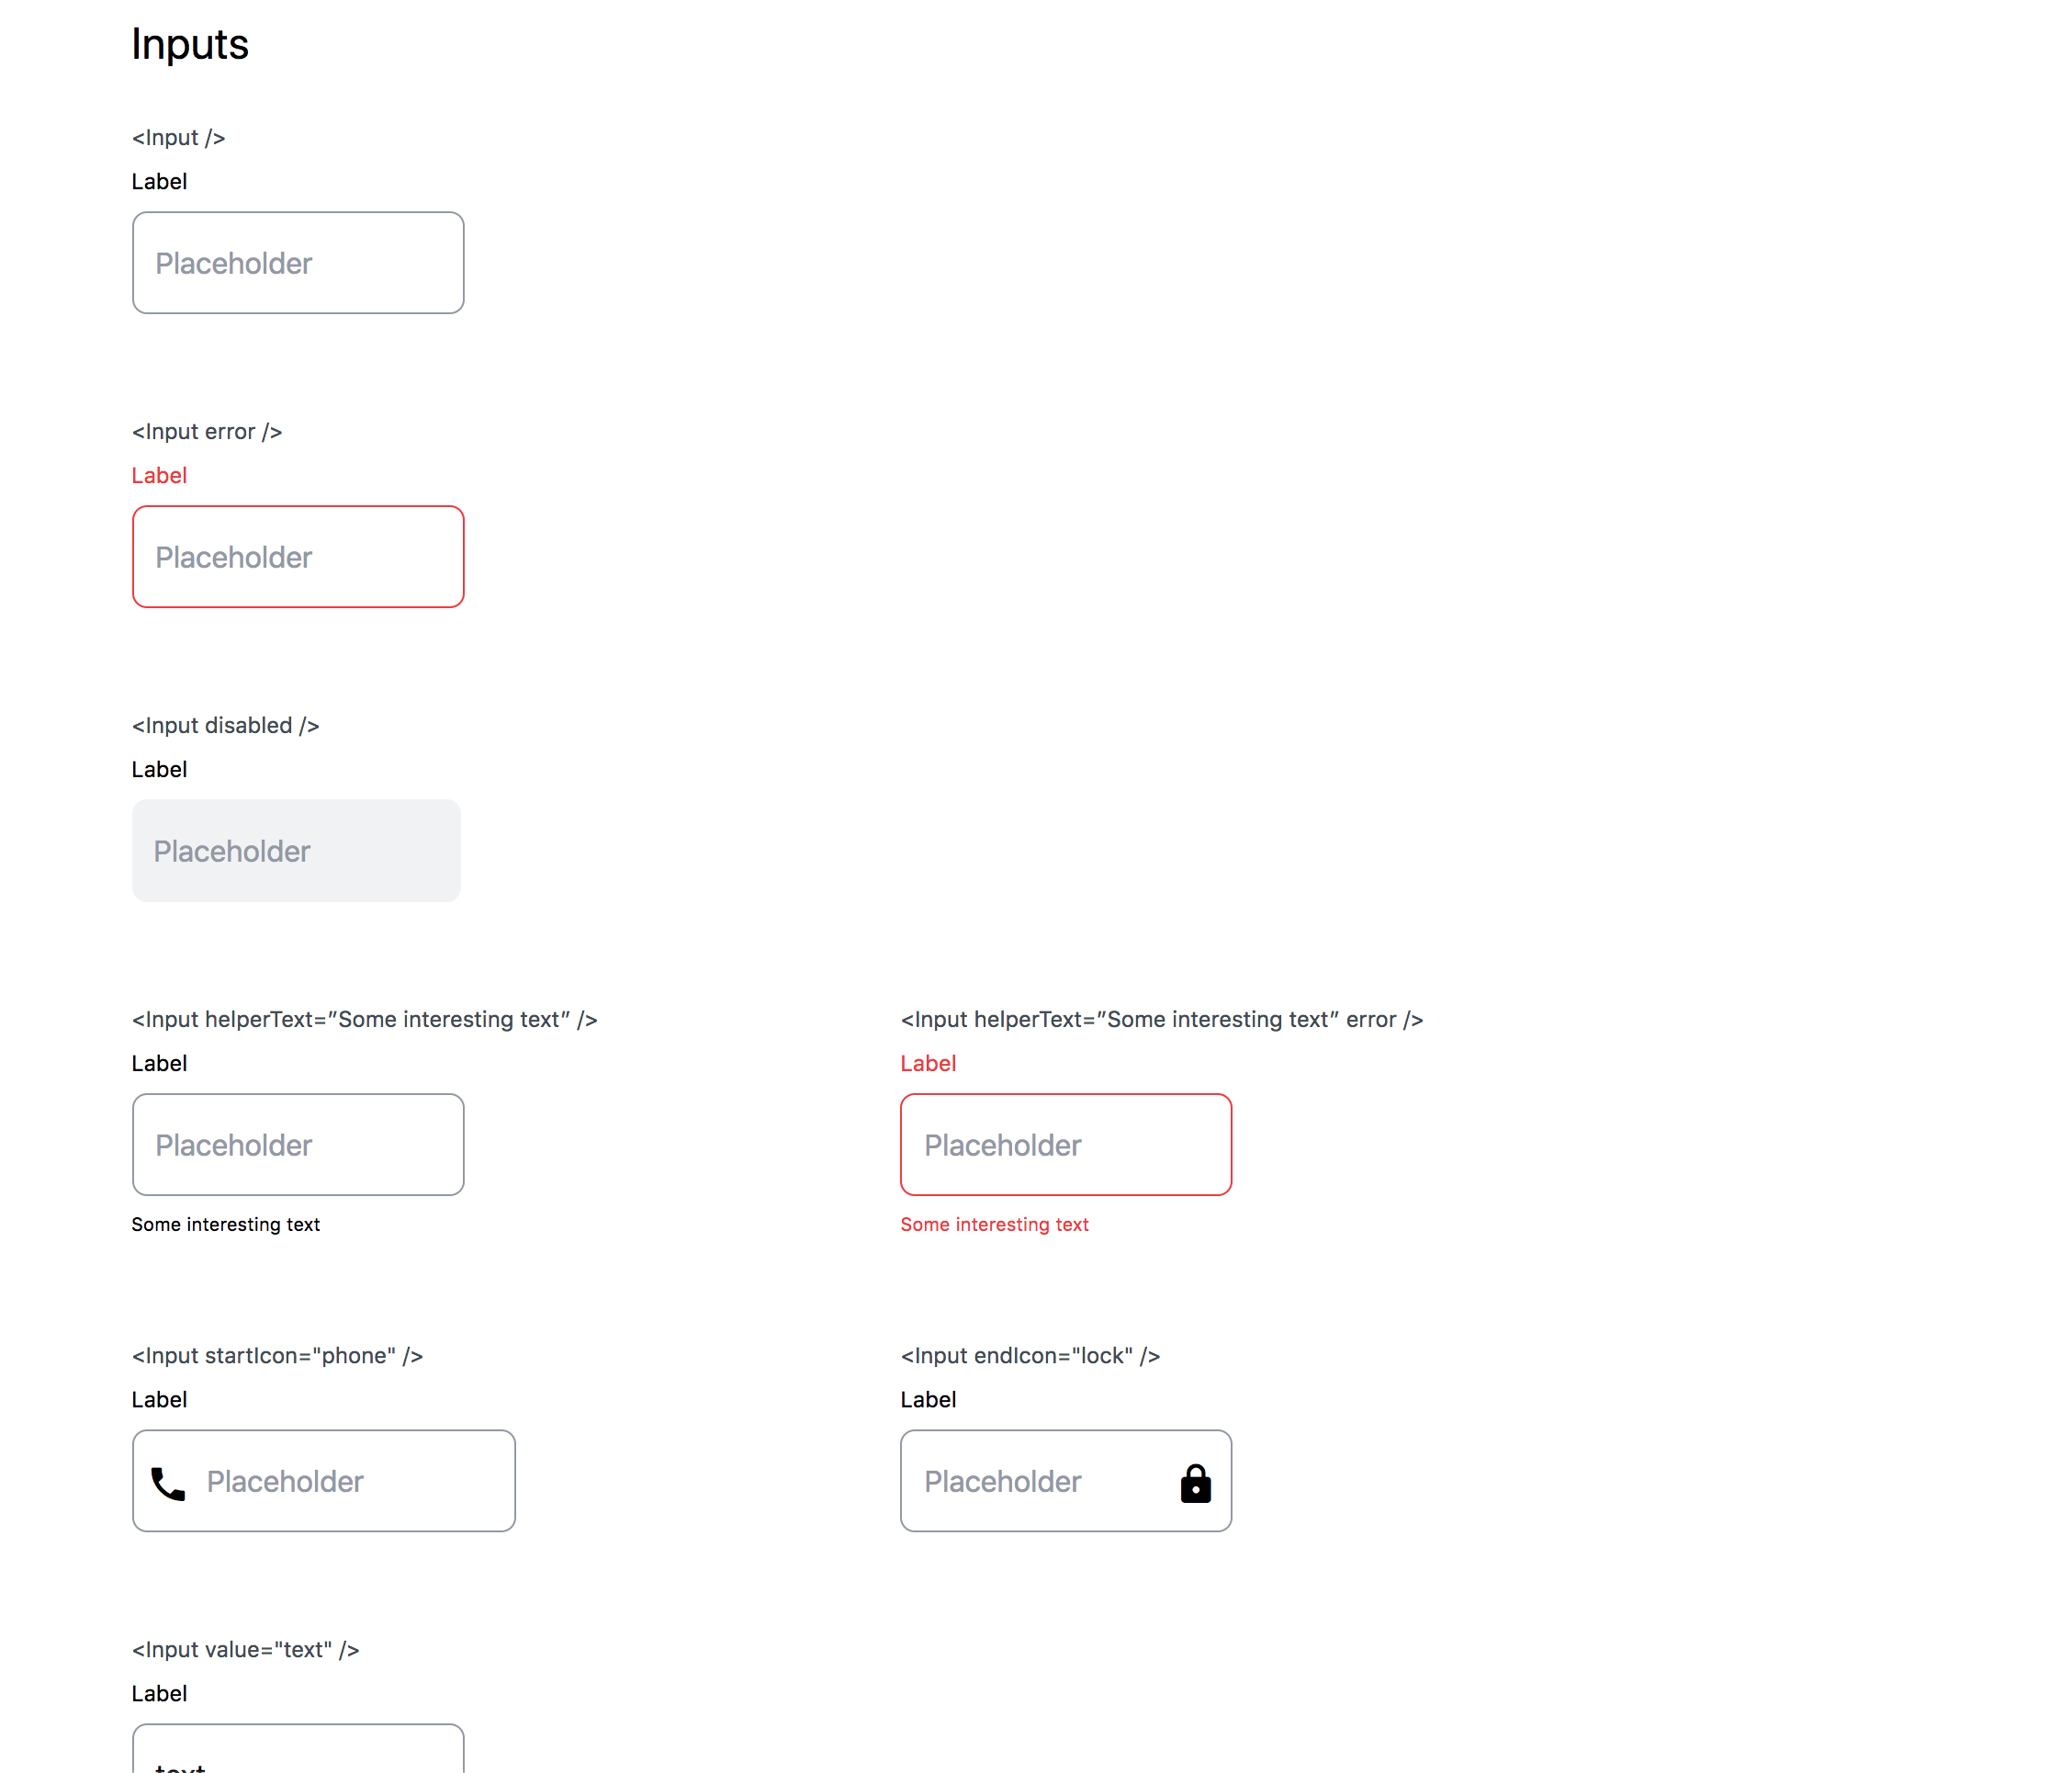 Inputs
<Input />
Label
Placeholder
<Input error />
Label
Placeholder
<Input disabled />
Label
Placeholder
<Input helperText=”Some interesting text” />
<Input helperText=”Some interesting text” error />
Label
Label
Placeholder
Placeholder
Some interesting text
Some interesting text
<Input startIcon="phone" />
<Input endIcon="lock" />
Label
Label
Placeholder
Placeholder
<Input value="text" />
Label
text